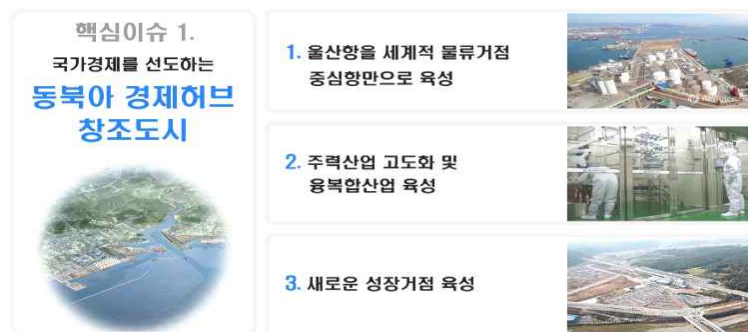 핵심이슈 1.
국가경제를 선도하는
동북아 경제허브
창조도시
1. 울산항을 세계적 물류거점
중심항만으로 육성
2. 주력산업 고도화 및
융복합산업 육성
3. 새로운 성장거점 육성